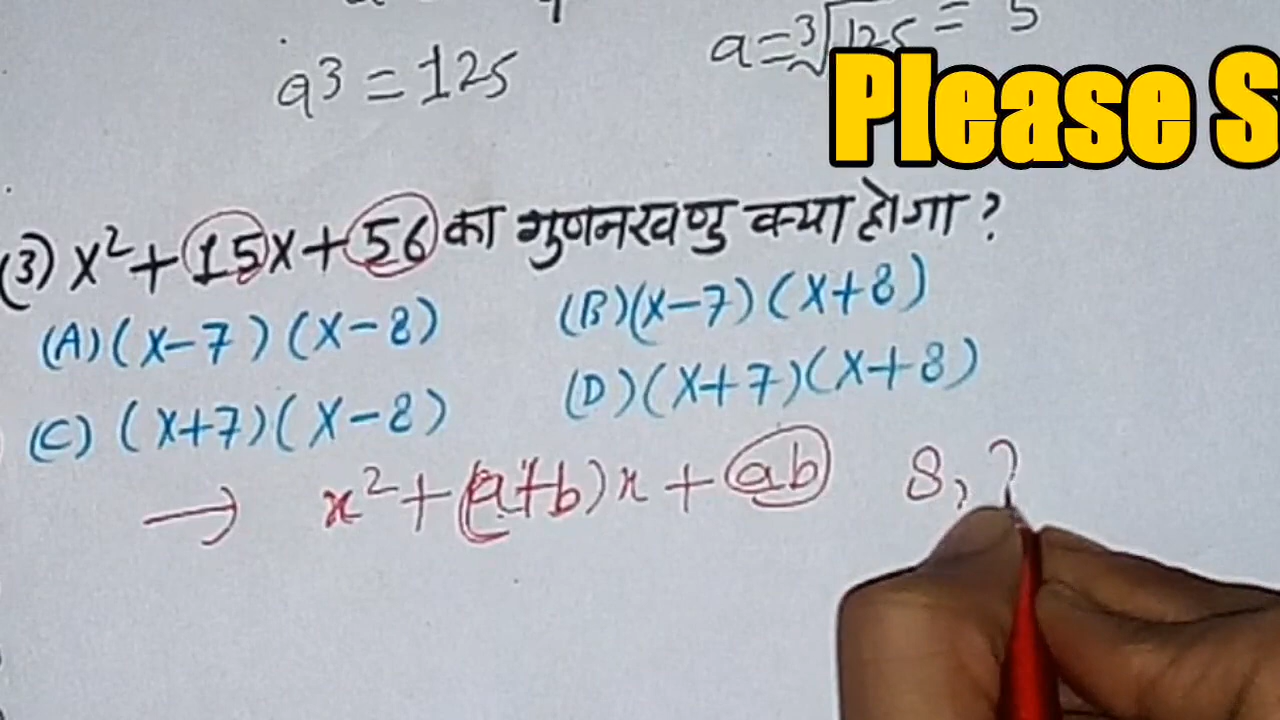 a³ = 125
a = ∛125 = 5
Please S
(3) x² + 15x + 56 का गुणनखण्ड क्या होगा ?
(A) (x-7) (x-8) (B) (x-7) (x+8)
(C) (x+7) (x-8) (D) (x+7) (x+8)
→ x² + (a+b)x + ab 8,